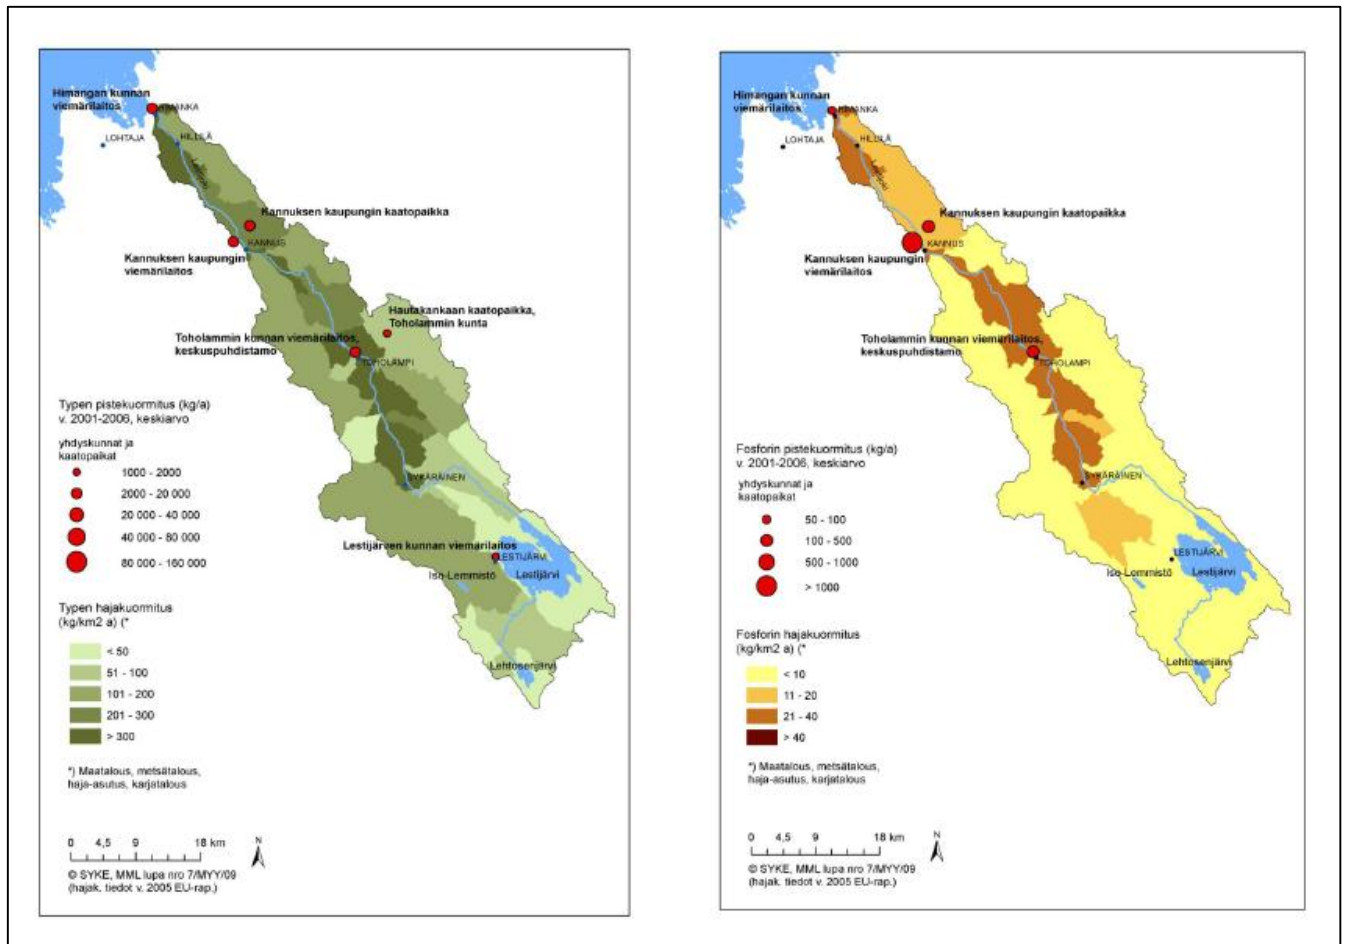 Himangan kunnan
viemärilaitos
HIMANKA
LOHTAJA
HILLILÄ
Lestijoki
Kannuksen kaupungin kaatopaikka
KANNUS
Kannuksen kaupungin
viemärilaitos
Hautakankaan kaatopaikka,
Toholammin kunta
Toholammin kunnan viemärilaitos,
keskuspuhdistamo
TOHOLAMPI
Typen pistekuormitus (kg/a)
v. 2001-2006, keskiarvo
yhdyskunnat ja
kaatopaikat
1000 - 2000
2000 - 20 000
20 000 - 40 000
40 000 - 80 000
80 000 - 160 000
SYKÄRÄINEN
Lestijärven kunnan viemärilaitos
LESTIJÄRVI
Iso-Lemmistö
Lestijärvi
Lehtosenjärvi
Typen hajakuormitus
(kg/km2 a) (*
< 50
51 - 100
101 - 200
201 - 300
> 300
*) Maatalous, metsätalous,
haja-asutus, karjatalous
0 4,5 9 18 km
N
© SYKE, MML lupa nro 7/MYY/09
(hajak. tiedot v. 2005 EU-rap.)
Himangan kunnan
viemärilaitos
HIMANKA
LOHTAJA
HILLILÄ
Lestijoki
Kannuksen kaupungin kaatopaikka
KANNUS
Kannuksen kaupungin
viemärilaitos
Toholammin kunnan viemärilaitos,
keskuspuhdistamo
TOHOLAMPI
Fosforin pistekuormitus (kg/a)
v. 2001-2006, keskiarvo
yhdyskunnat ja
kaatopaikat
50 - 100
100 - 500
500 - 1000
> 1000
SYKÄRÄINEN
LESTIJÄRVI
Iso-Lemmistö
Lestijärvi
Lehtosenjärvi
Fosforin hajakuormitus
(kg/km2 a) (*
< 10
11 - 20
21 - 40
> 40
*) Maatalous, metsätalous,
haja-asutus, karjatalous
0 4,5 9 18 km
N
© SYKE, MML lupa nro 7/MYY/09
(hajak. tiedot v. 2005 EU-rap.)